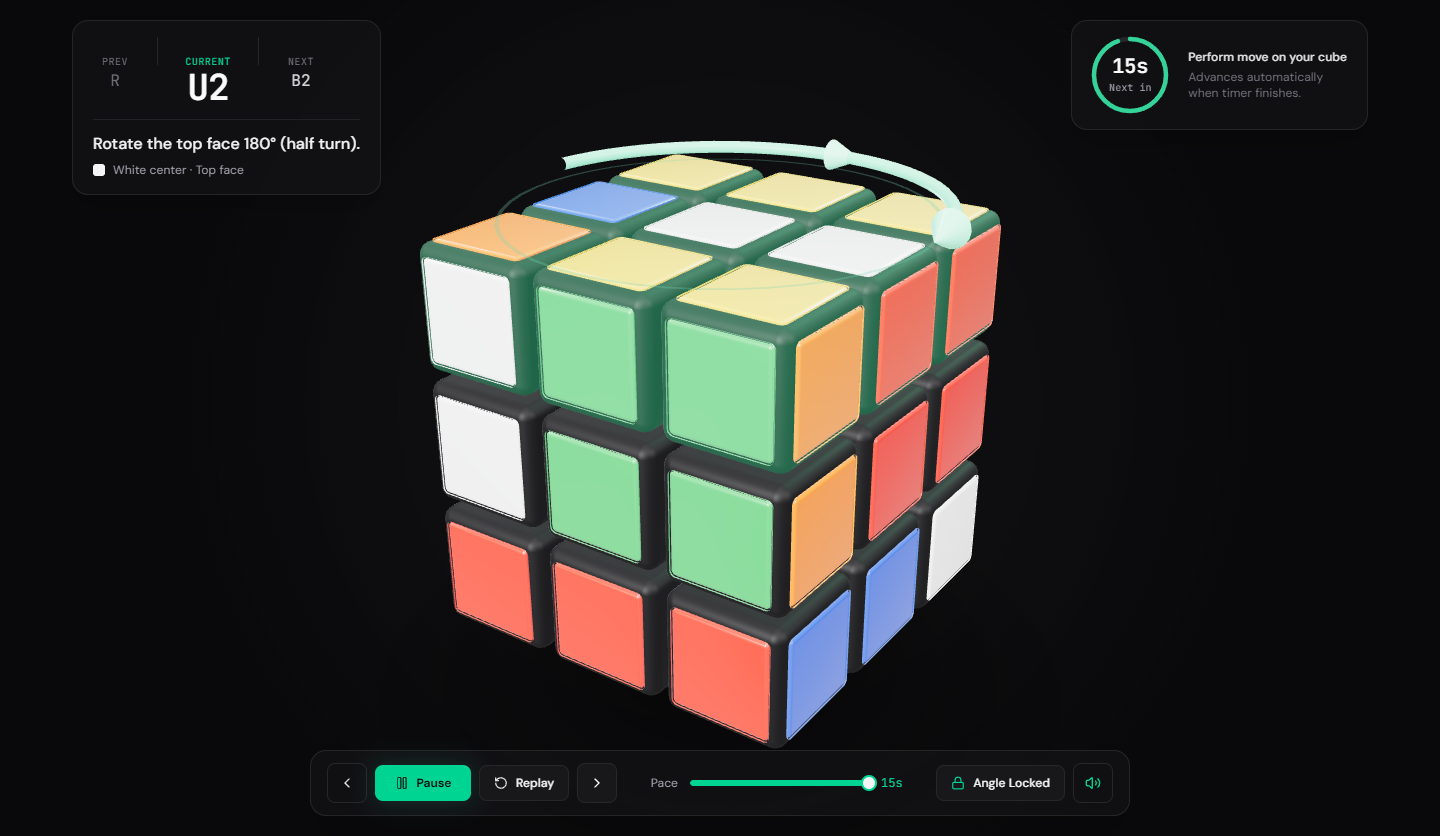 PREV
CURRENT
NEXT
R
U2
B2
Rotate the top face 180° (half turn).
White center · Top face
15s
Next in
Perform move on your cube
Advances automatically
when timer finishes.
Pause
Replay
Pace
15s
Angle Locked